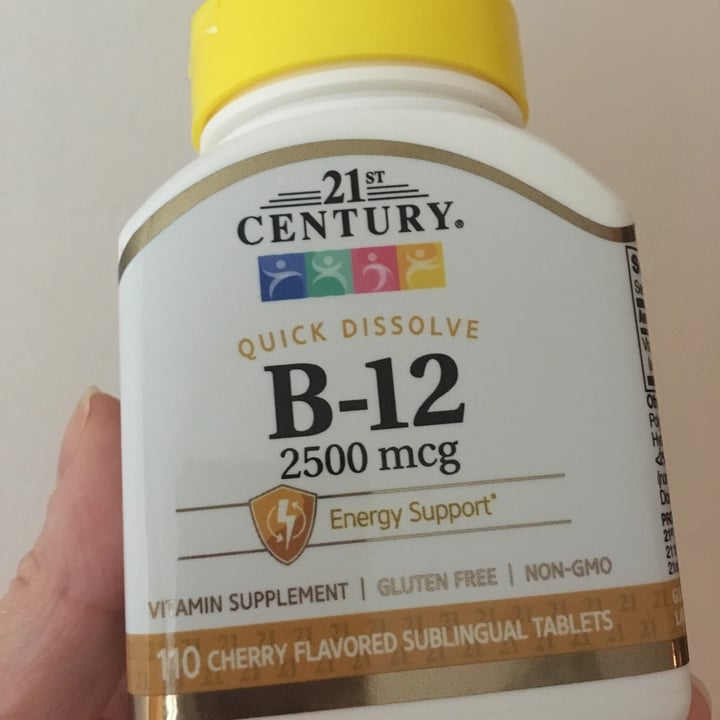 21ST
CENTURY®
QUICK DISSOLVE
B-12
2500 mcg
Energy Support*
VITAMIN SUPPLEMENT | GLUTEN FREE | NON-GMO
110 CHERRY FLAVORED SUBLINGUAL TABLETS